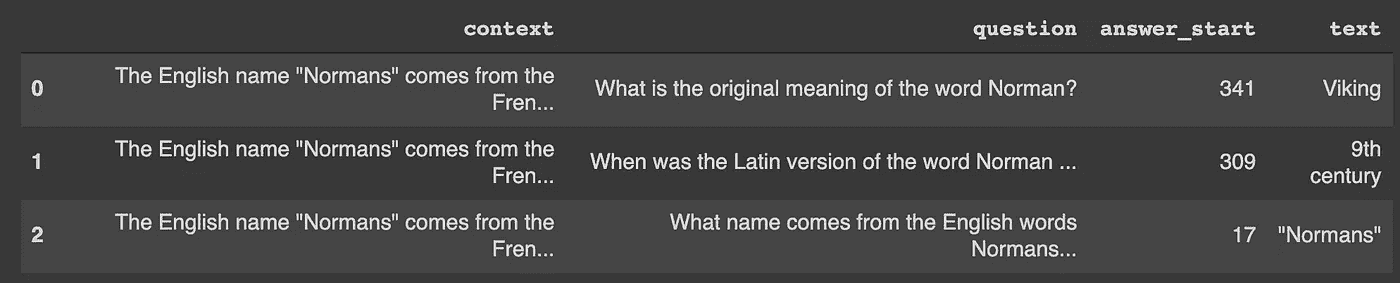 context question answer_start text
The English name "Normans" comes from the
Fren...
0 What is the original meaning of the word Norman? 341 Viking
The English name "Normans" comes from the
Fren...
1 When was the Latin version of the word Norman ... 309 9th
century
The English name "Normans" comes from the
Fren...
2 What name comes from the English words
Normans... 17 "Normans"